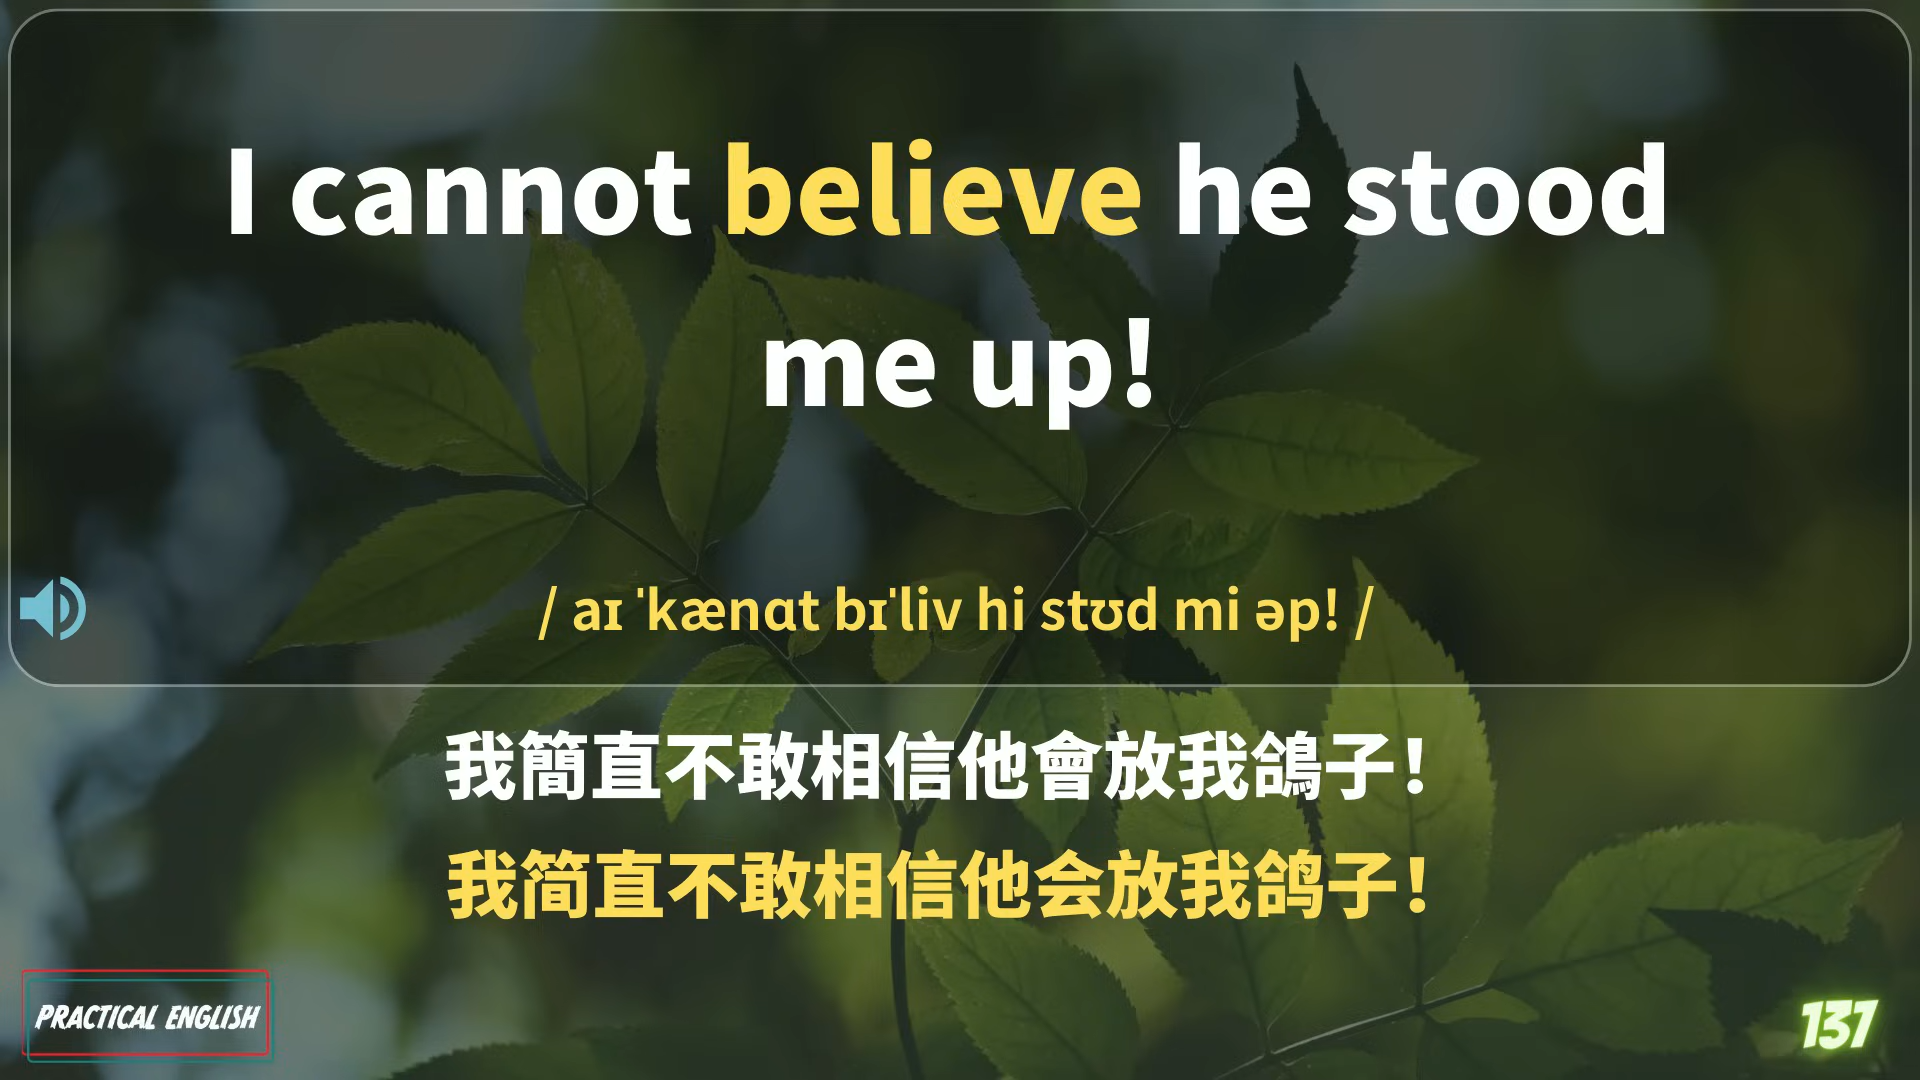 I cannot believe he stood
me up!
/ aɪ ˈkænɑt bɪˈliv hi stʊd mi əp! /
我簡直不敢相信他會放我鴿子！
我简直不敢相信他会放我鸽子！
PRACTICAL ENGLISH
137